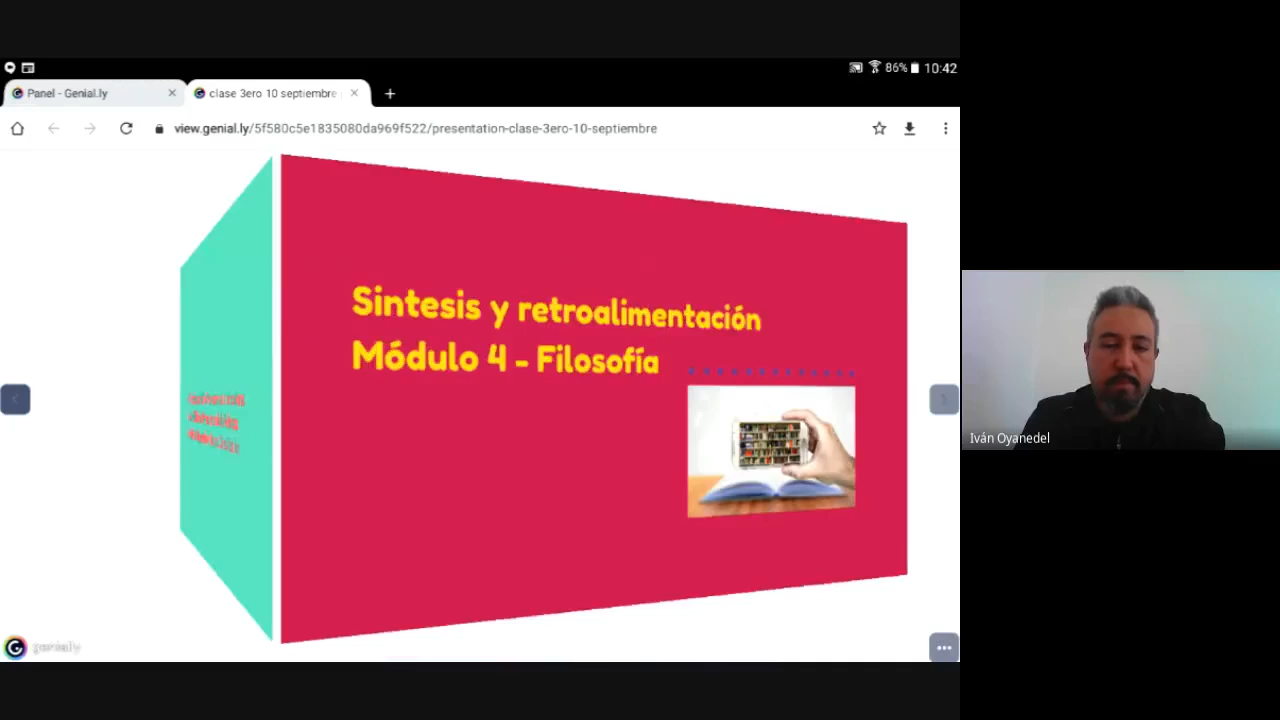 86% 10:42
Panel - Genial.ly
clase 3ero 10 septiembre
view.genial.ly/5f580c5e1835080da969f522/presentation-clase-3ero-10-septiembre
Sintesis y retroalimentación
Módulo 4 - Filosofía
Iván Oyanedel
genially